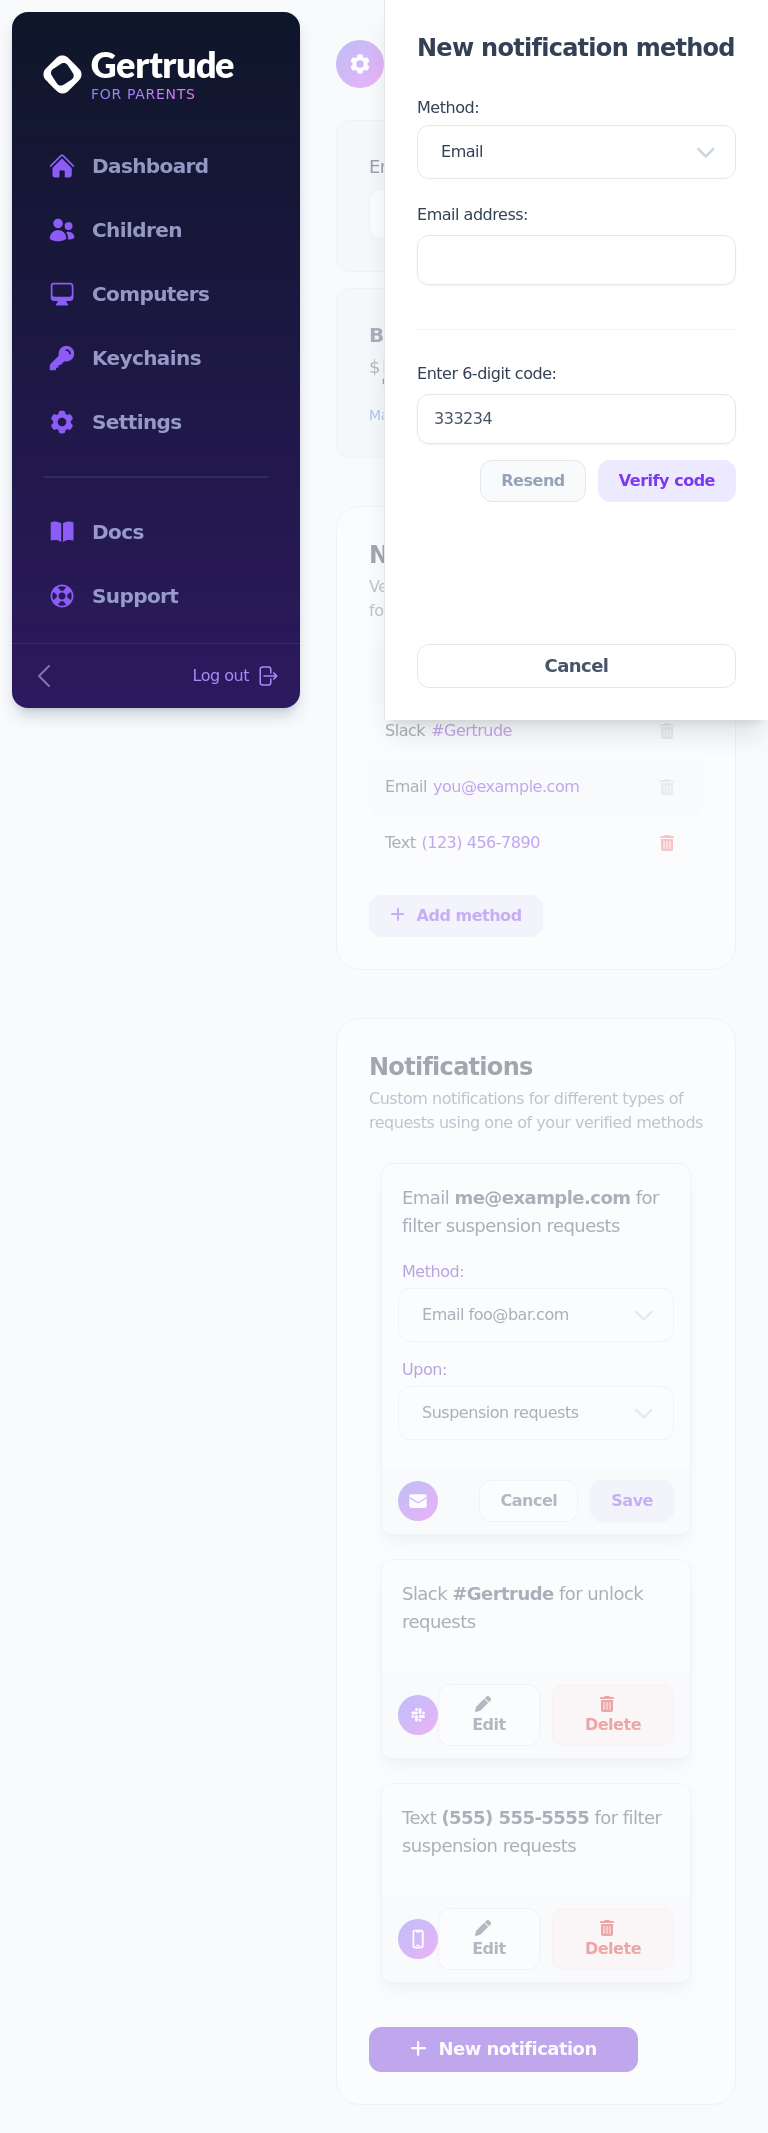 Gertrude
FOR PARENTS
Dashboard
Children
Computers
Keychains
Settings
Docs
Support
Log out
New notification method
Method:
Email
Email address:
Enter 6-digit code:
333234
Resend
Verify code
Cancel
$
Slack #Gertrude
Email you@example.com
Text (123) 456-7890
+ Add method
Notifications
Custom notifications for different types of
requests using one of your verified methods
Email me@example.com for
filter suspension requests
Method:
Email foo@bar.com
Upon:
Suspension requests
Cancel
Save
Slack #Gertrude for unlock
requests
Edit
Delete
Text (555) 555-5555 for filter
suspension requests
Edit
Delete
+ New notification